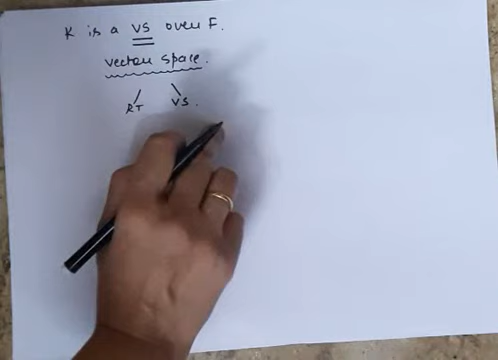 K is a VS over F.
vector space.
RT VS.